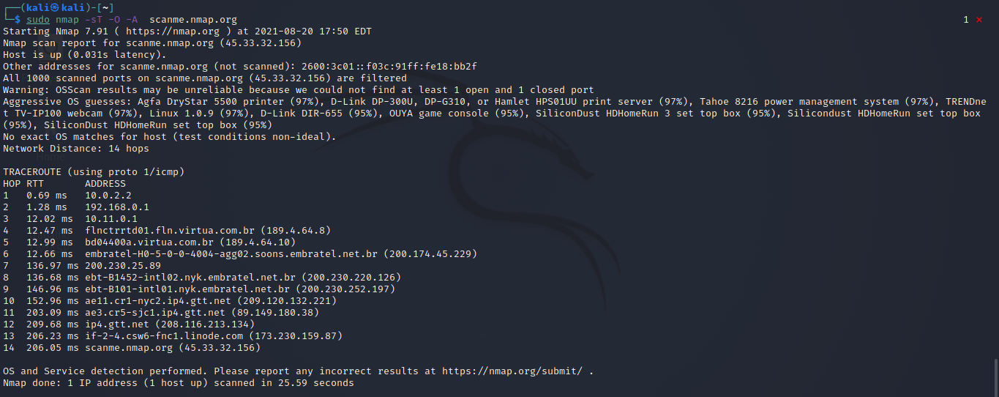 ┌──(kali㉿kali)-[~]
└─$ sudo nmap -sT -O -A  scanme.nmap.org 1 ⨯
Starting Nmap 7.91 ( https://nmap.org ) at 2021-08-20 17:50 EDT
Nmap scan report for scanme.nmap.org (45.33.32.156)
Host is up (0.031s latency).
Other addresses for scanme.nmap.org (not scanned): 2600:3c01::f03c:91ff:fe18:bb2f
All 1000 scanned ports on scanme.nmap.org (45.33.32.156) are filtered
Warning: OSScan results may be unreliable because we could not find at least 1 open and 1 closed port
Aggressive OS guesses: Agfa DryStar 5500 printer (97%), D-Link DP-300U, DP-G310, or Hamlet HPS01UU print server (97%), Tahoe 8216 power management system (97%), TRENDne
t TV-IP100 webcam (97%), Linux 1.0.9 (97%), D-Link DIR-655 (95%), OUYA game console (95%), SiliconDust HDHomeRun 3 set top box (95%), Silicondust HDHomeRun set top box
(95%), SiliconDust HDHomeRun set top box (95%)
No exact OS matches for host (test conditions non-ideal).
Network Distance: 14 hops
Home
TRACEROUTE (using proto 1/icmp)
HOP RTT       ADDRESS
1   0.69 ms   10.0.2.2
2   1.28 ms   192.168.0.1
3   12.02 ms  10.11.0.1
4   12.47 ms  flnctrrtd01.fln.virtua.com.br (189.4.64.8)
5   12.99 ms  bd04400a.virtua.com.br (189.4.64.10)
6   12.66 ms  embratel-H0-5-0-0-4004-agg02.soons.embratel.net.br (200.174.45.229)
7   136.97 ms 200.230.25.89
8   136.68 ms ebt-B1452-intl02.nyk.embratel.net.br (200.230.220.126)
9   146.96 ms ebt-B101-intl01.nyk.embratel.net.br (200.230.252.197)
10  152.96 ms ae11.cr1-nyc2.ip4.gtt.net (209.120.132.221)
11  203.09 ms ae3.cr5-sjc1.ip4.gtt.net (89.149.180.38)
12  209.68 ms ip4.gtt.net (208.116.213.134)
13  206.23 ms if-2-4.csw6-fnc1.linode.com (173.230.159.87)
14  206.05 ms scanme.nmap.org (45.33.32.156)
OS and Service detection performed. Please report any incorrect results at https://nmap.org/submit/ .
Nmap done: 1 IP address (1 host up) scanned in 25.59 seconds